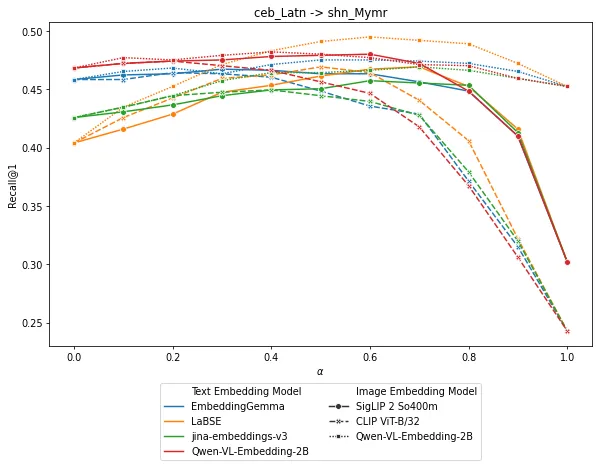 ceb_Latn -> shn_Mymr
0.50
0.45
0.40
0.35
0.30
0.25
Recall@1
0.0 0.2 0.4 0.6 0.8 1.0
α
Text Embedding Model Image Embedding Model
EmbeddingGemma SigLIP 2 So400m
LaBSE CLIP ViT-B/32
jina-embeddings-v3 Qwen-VL-Embedding-2B
Qwen-VL-Embedding-2B